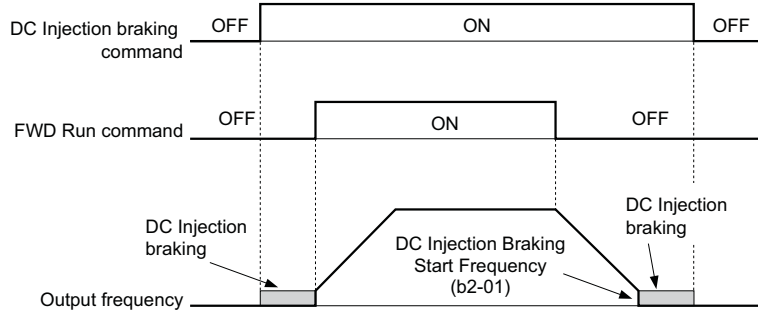 DC Injection braking
command
OFF
ON
OFF
FWD Run command
OFF
ON
OFF
DC Injection
braking
DC Injection Braking
Start Frequency
(b2-01)
DC Injection
braking
Output frequency